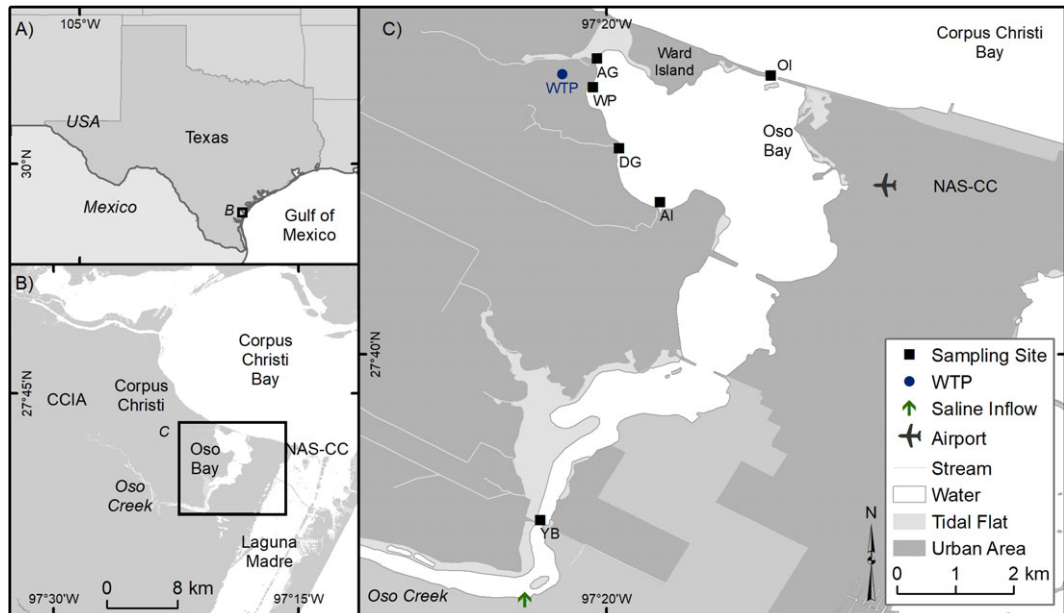 A)
105°W
USA
Texas
30°N
Mexico
B
Gulf of
Mexico
B)
27°45'N
CCIA
Corpus
Christi
Corpus
Christi
Bay
C
Oso
Bay
NAS-CC
Oso
Creek
Laguna
Madre
97°30'W
0 8 km
97°15'W
C)
97°20'W
Corpus Christi
Bay
Ward
Island
OI
AG
WTP
WP
Oso
Bay
DG
NAS-CC
AI
27°40'N
YB
Oso Creek
97°20'W
Sampling Site
WTP
Saline Inflow
Airport
Stream
Water
Tidal Flat
Urban Area
N
0 1 2 km